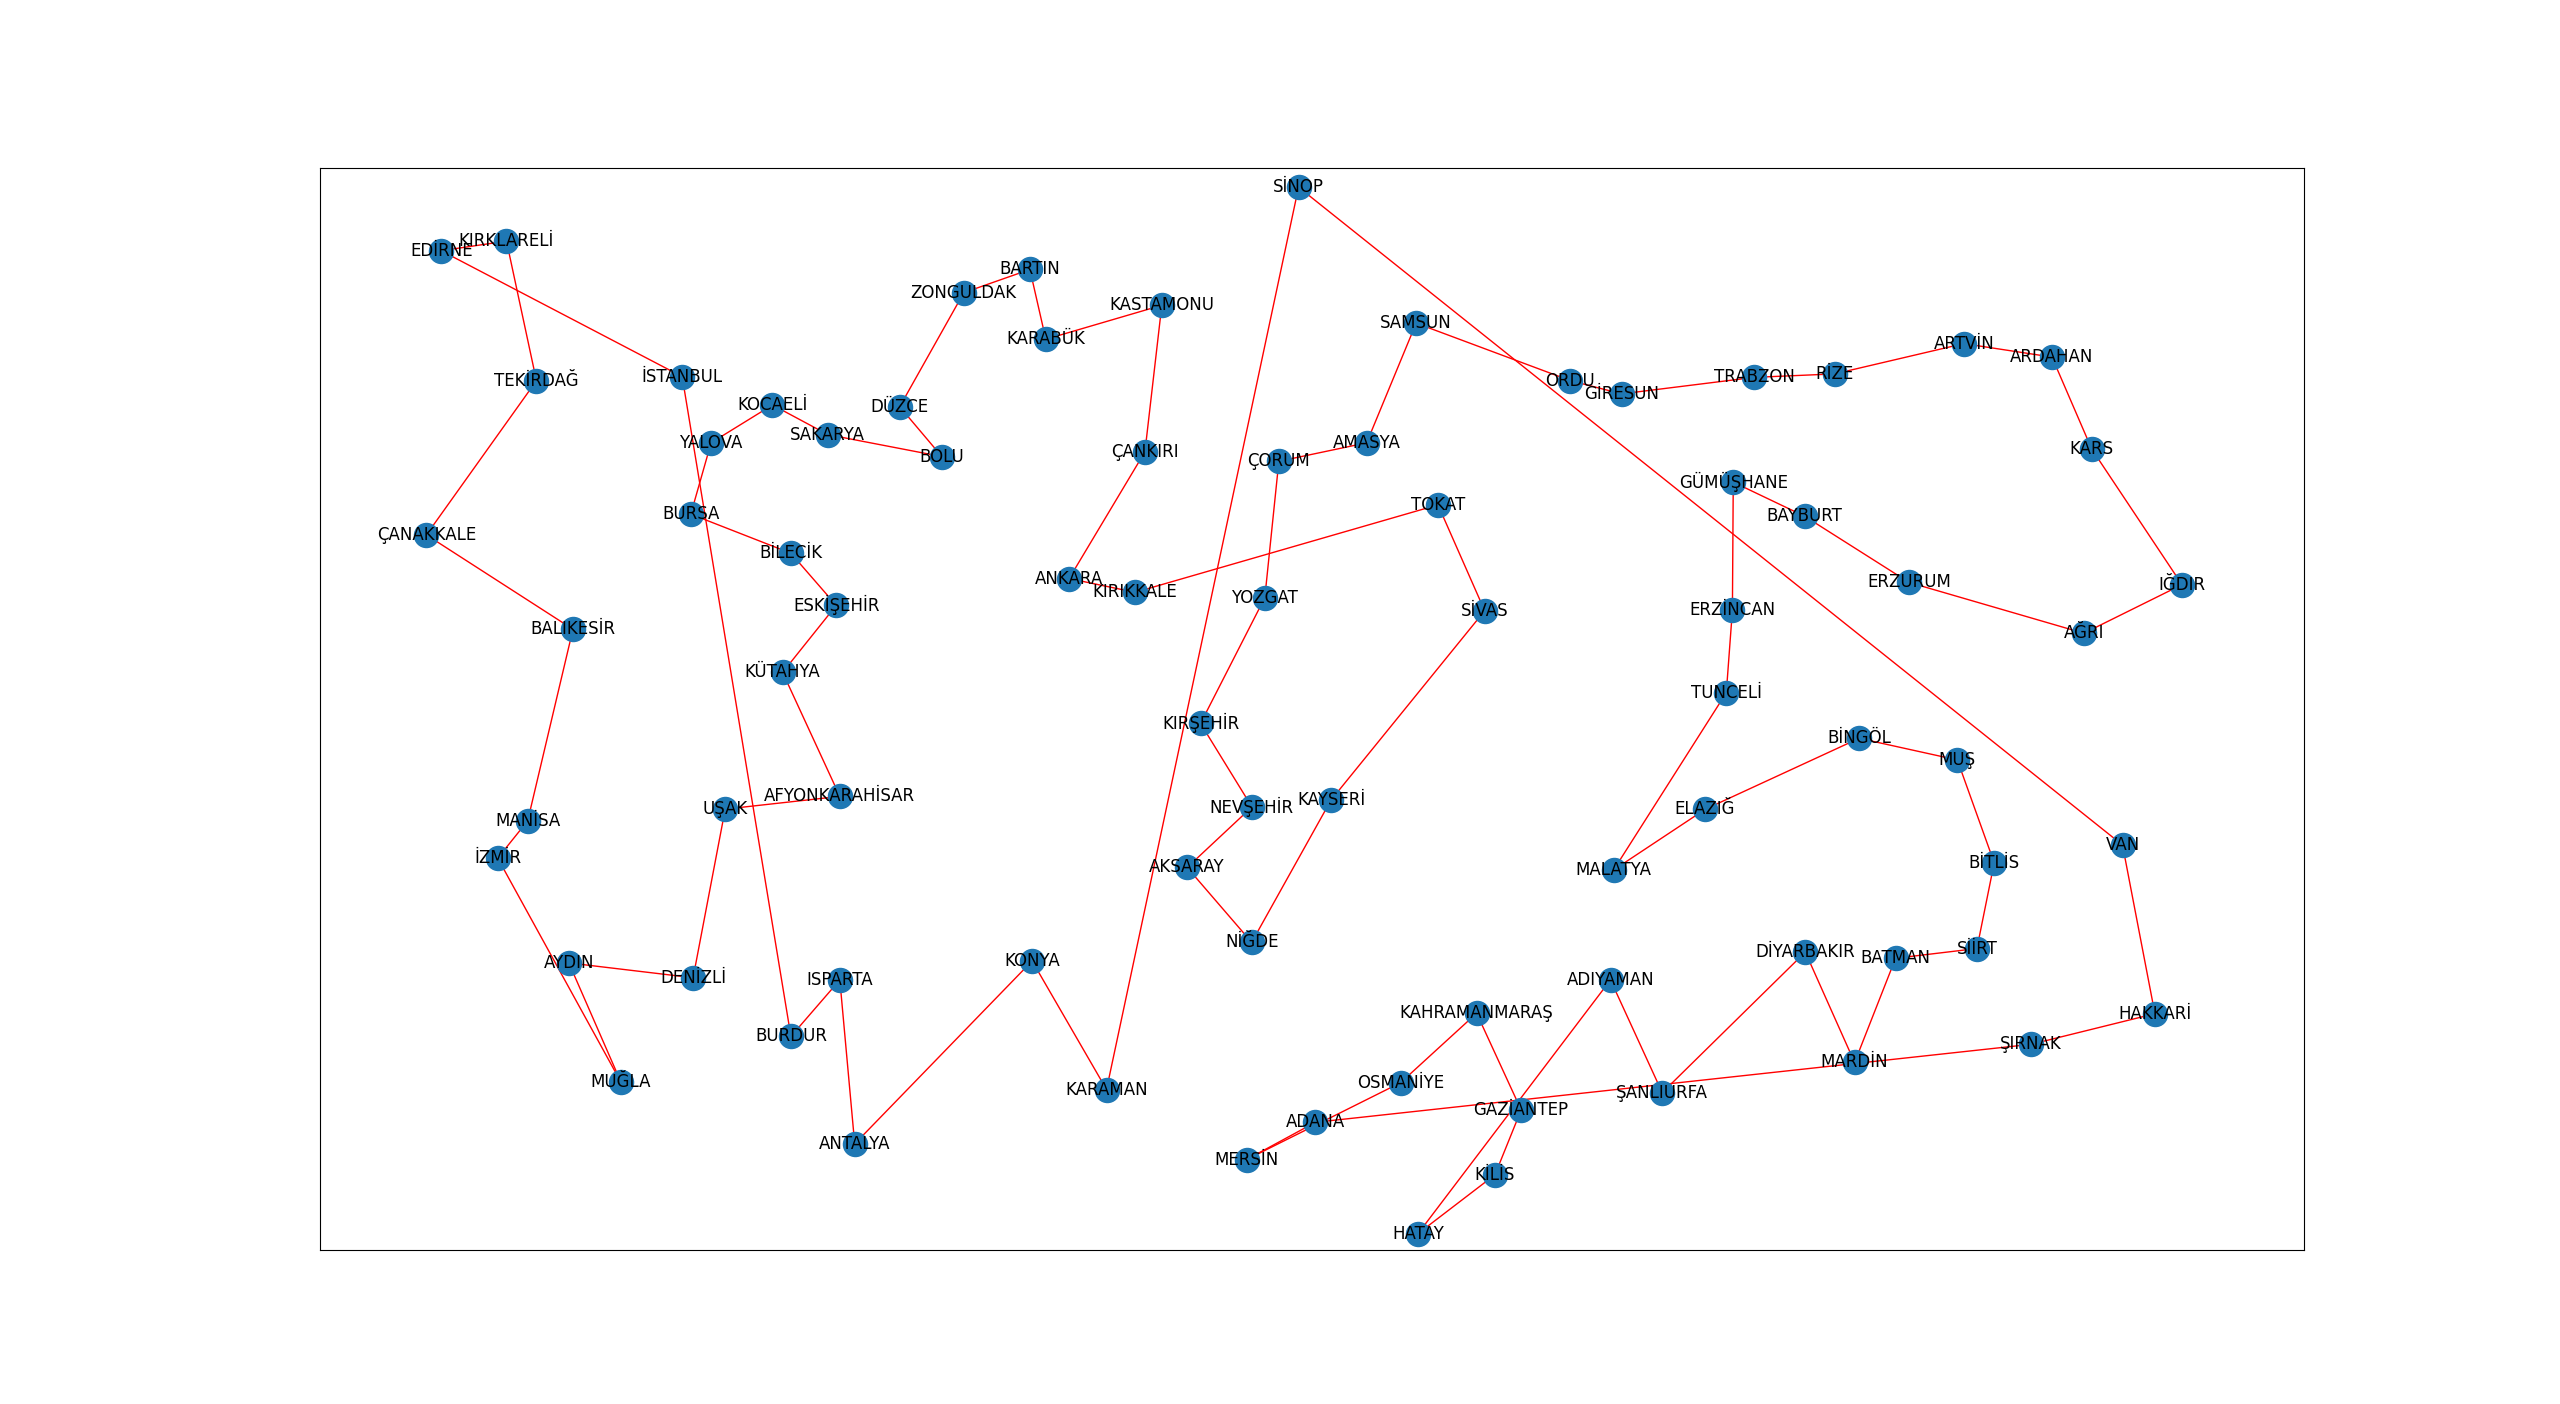 SİNOP
EDİRNE
KIRKLARELİ
BARTIN
ZONGULDAK
KASTAMONU
SAMSUN
KARABÜK
ARTVİN
ARDAHAN
TEKİRDAĞ
İSTANBUL
ORDU
GİRESUN
TRABZON
RİZE
KOCAELİ
DÜZCE
SAKARYA
YALOVA
BOLU
ÇANKIRI
ÇORUM
AMASYA
KARS
GÜMÜŞHANE
BAYBURT
TOKAT
BURSA
ÇANAKKALE
BİLECİK
ANKARA
KIRIKKALE
ERZURUM
IĞDIR
ESKİŞEHİR
YOZGAT
SİVAS
ERZİNCAN
BALIKESİR
AĞRI
KÜTAHYA
TUNCELİ
KIRŞEHİR
BİNGÖL
MUŞ
AFYONKARAHİSAR
UŞAK
NEVŞEHİR
KAYSERİ
ELAZIĞ
MANİSA
VAN
İZMİR
AKSARAY
MALATYA
BİTLİS
NİĞDE
DİYARBAKIR
BATMAN
SİİRT
AYDIN
DENİZLİ
KONYA
ISPARTA
ADIYAMAN
KAHRAMANMARAŞ
HAKKARİ
BURDUR
ŞIRNAK
MUĞLA
KARAMAN
OSMANİYE
MARDİN
ŞANLIURFA
GAZİANTEP
ADANA
ANTALYA
MERSİN
KİLİS
HATAY